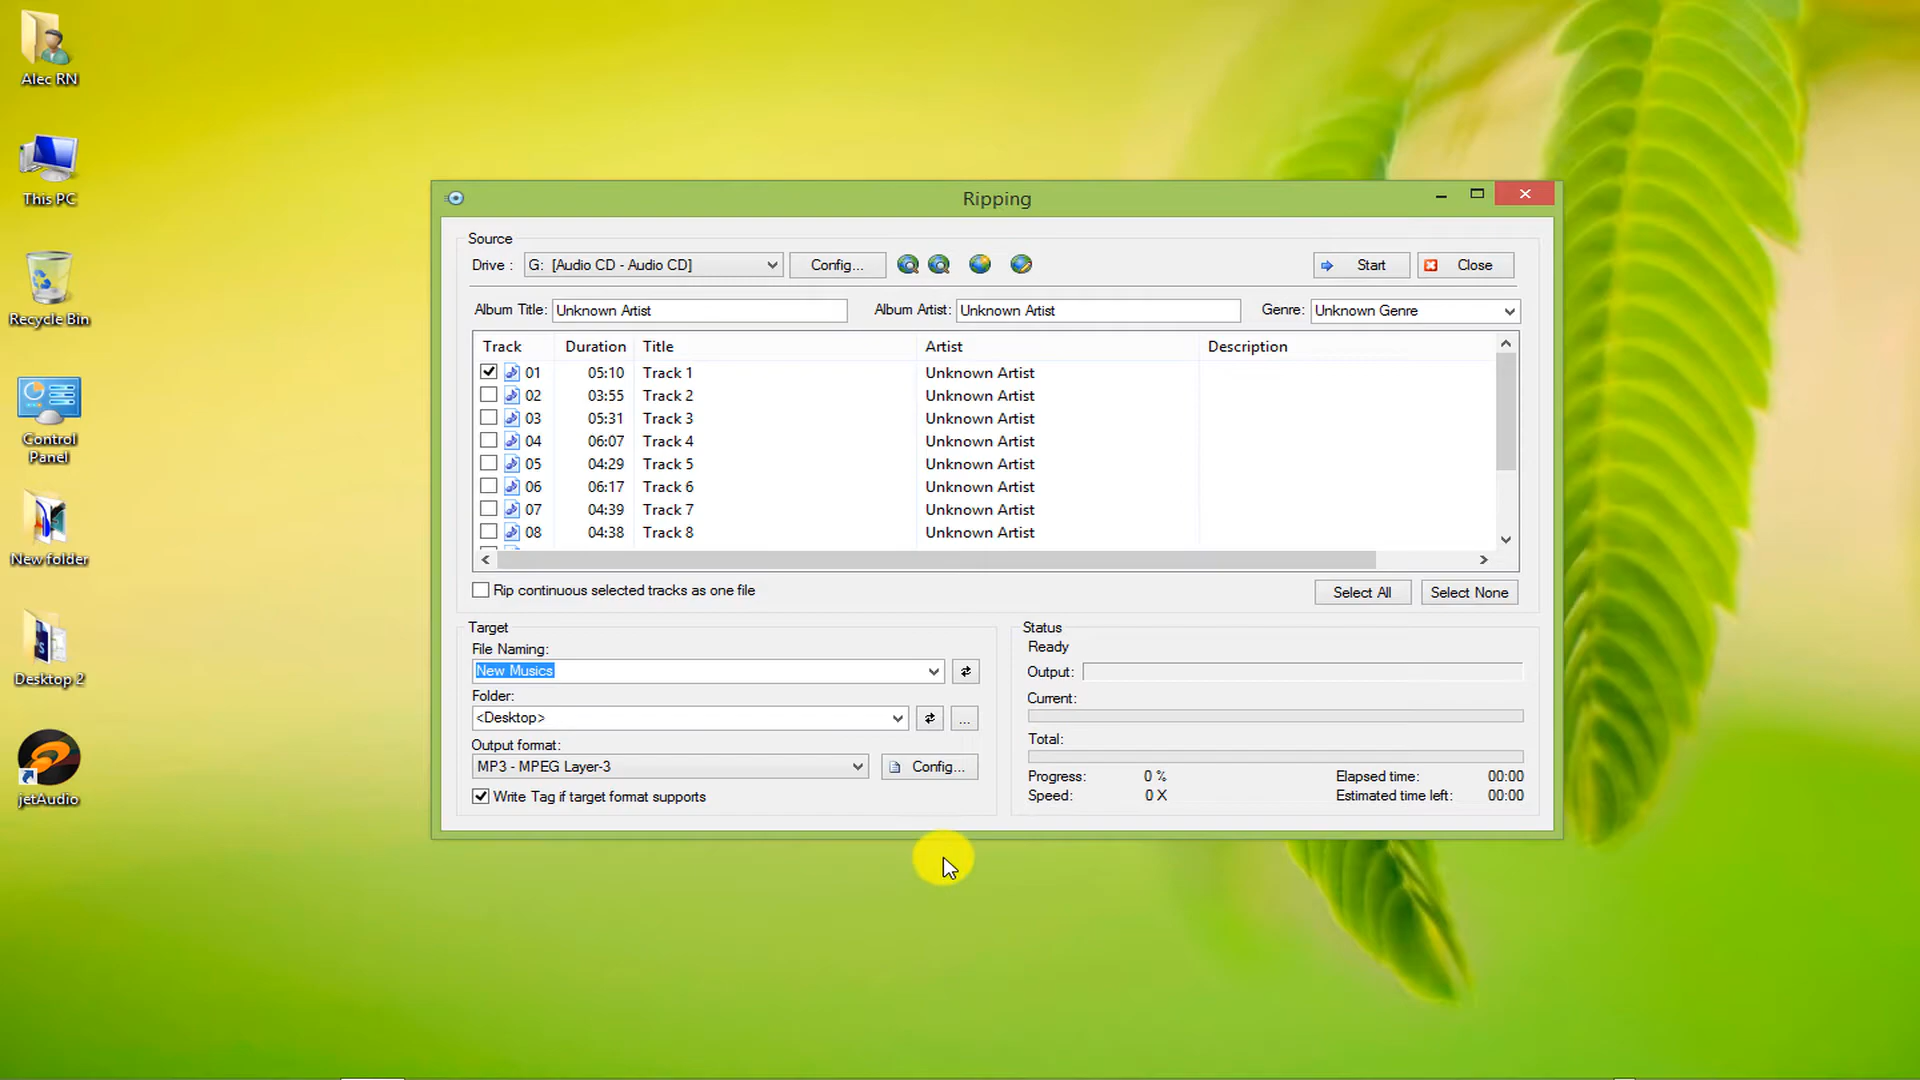 Alec RN
This PC
Recycle Bin
Control
Panel
New folder
Desktop 2
jetAudio
Ripping
Source
Drive : G: [Audio CD - Audio CD] Config... Start Close
Album Title: Unknown Artist Album Artist: Unknown Artist Genre: Unknown Genre
Track Duration Title Artist Description
01 05:10 Track 1 Unknown Artist
02 03:55 Track 2 Unknown Artist
03 05:31 Track 3 Unknown Artist
04 06:07 Track 4 Unknown Artist
05 04:29 Track 5 Unknown Artist
06 06:17 Track 6 Unknown Artist
07 04:39 Track 7 Unknown Artist
08 04:38 Track 8 Unknown Artist
Rip continuous selected tracks as one file Select All Select None
Target
File Naming:
New Musics
Folder:
<Desktop> ...
Output format:
MP3 - MPEG Layer-3 Config...
Write Tag if target format supports
Status
Ready
Output:
Current:
Total:
Progress: 0 % Elapsed time: 00:00
Speed: 0 X Estimated time left: 00:00